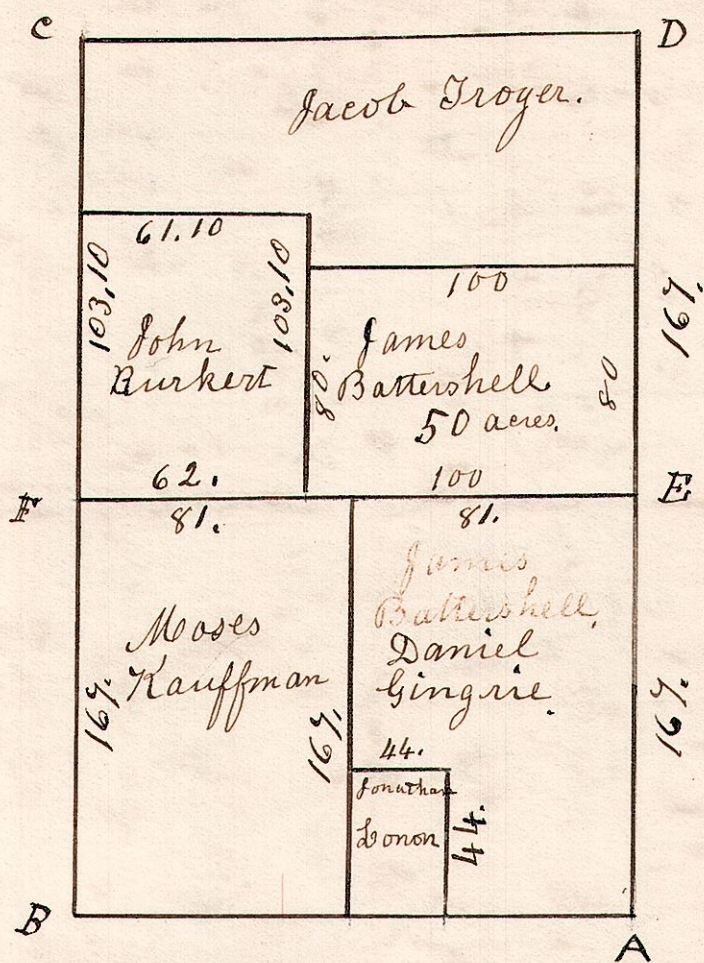 C
D
Jacob Troyer.
61.10
103,10
103,10
John
Burkert
100
James
Battershell
50 acres.
80.
80
167.
62.
100
F
E
81.
81.
Moses
Kauffman
167.
167.
James
Battershell,
Daniel
Gingrie.
167.
44.
Jonathan
Lonon
44.
B
A